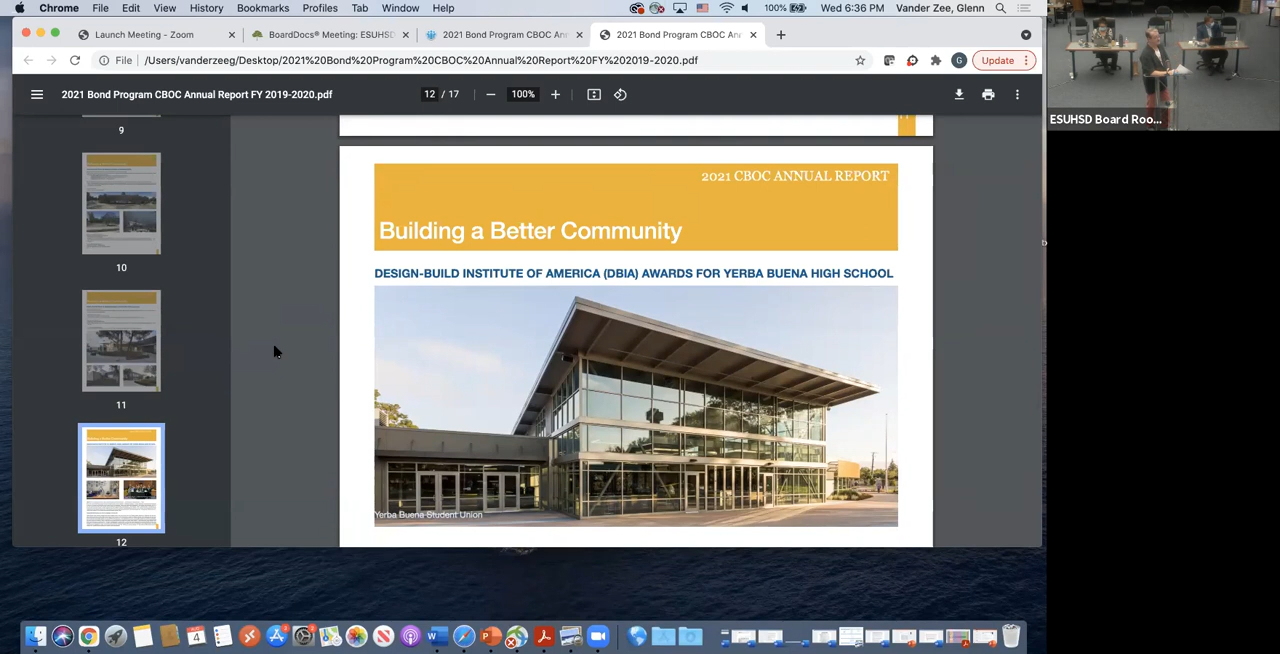 Chrome File Edit View History Bookmarks Profiles Tab Window Help 100% Wed 6:36 PM Vander Zee, Glenn
Launch Meeting - Zoom
BoardDocs® Meeting: ESUHSD
2021 Bond Program CBOC An
2021 Bond Program CBOC An
File /Users/vanderzeeg/Desktop/2021%20Bond%20Program%20CBOC%20Annual%20Report%20FY%202019-2020.pdf G Update
2021 Bond Program CBOC Annual Report FY 2019-2020.pdf 12 / 17 100%
ESUHSD Board Roo...
9
10
11
12
2021 CBOC ANNUAL REPORT
Building a Better Community
DESIGN-BUILD INSTITUTE OF AMERICA (DBIA) AWARDS FOR YERBA BUENA HIGH SCHOOL
Yerba Buena Student Union